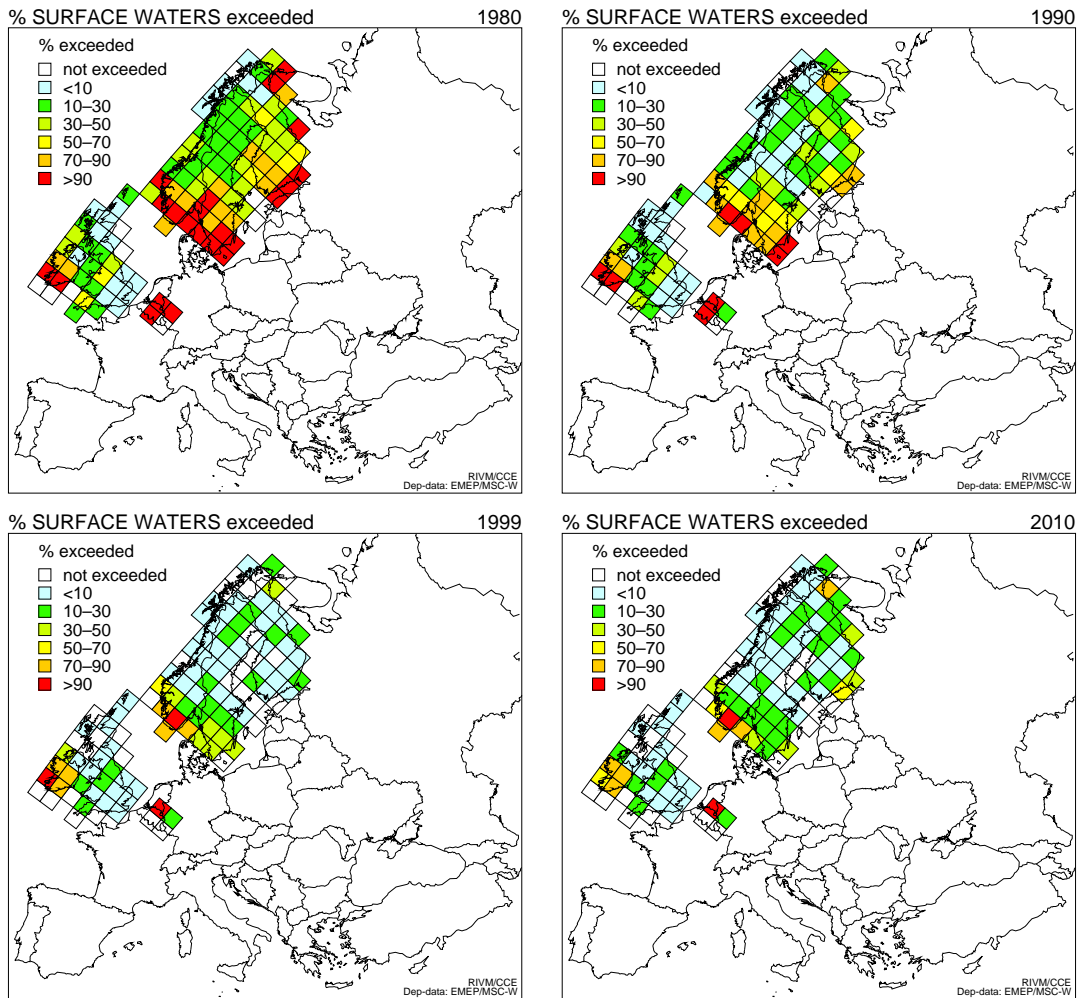 % SURFACE WATERS exceeded 1980
% exceeded
not exceeded
<10
10–30
30–50
50–70
70–90
>90
RIVM/CCE
Dep-data: EMEP/MSC-W
% SURFACE WATERS exceeded 1990
% exceeded
not exceeded
<10
10–30
30–50
50–70
70–90
>90
RIVM/CCE
Dep-data: EMEP/MSC-W
% SURFACE WATERS exceeded 1999
% exceeded
not exceeded
<10
10–30
30–50
50–70
70–90
>90
RIVM/CCE
Dep-data: EMEP/MSC-W
% SURFACE WATERS exceeded 2010
% exceeded
not exceeded
<10
10–30
30–50
50–70
70–90
>90
RIVM/CCE
Dep-data: EMEP/MSC-W